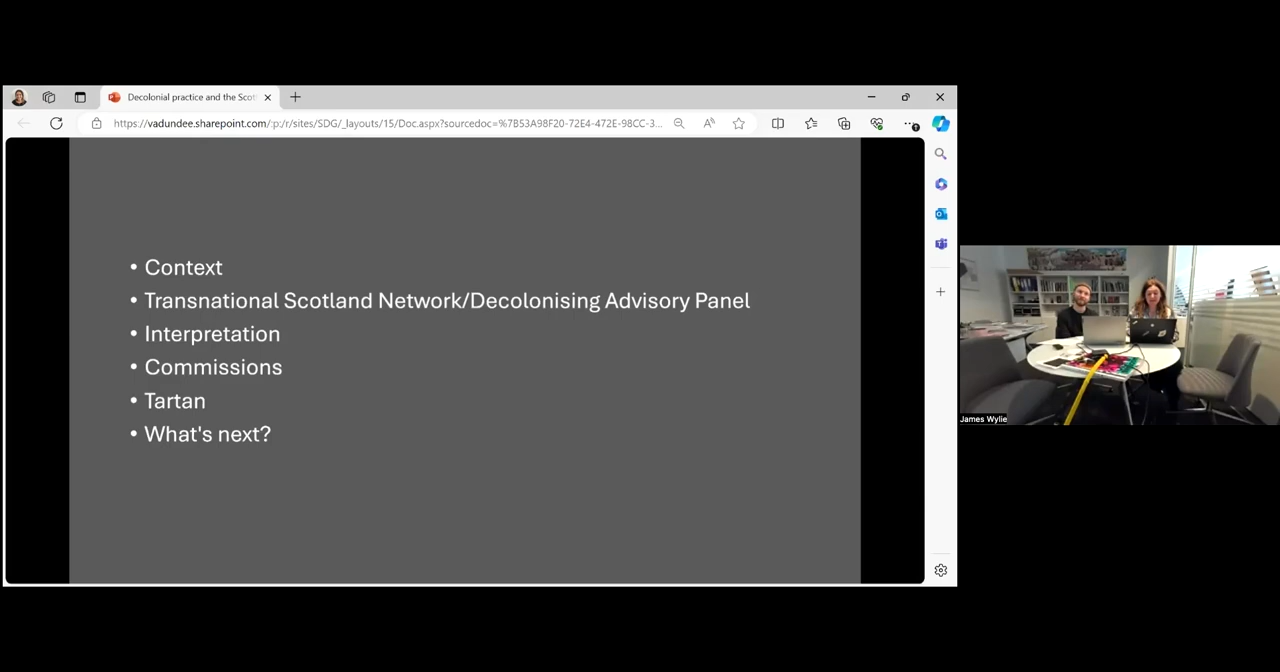 Decolonial practice and the Scot
https://vadundee.sharepoint.com/:p:/r/sites/SDG/_layouts/15/Doc.aspx?sourcedoc=%7B53A98F20-72E4-472E-98CC-3...
• Context
• Transnational Scotland Network/Decolonising Advisory Panel
• Interpretation
• Commissions
• Tartan
• What's next?
James Wylie